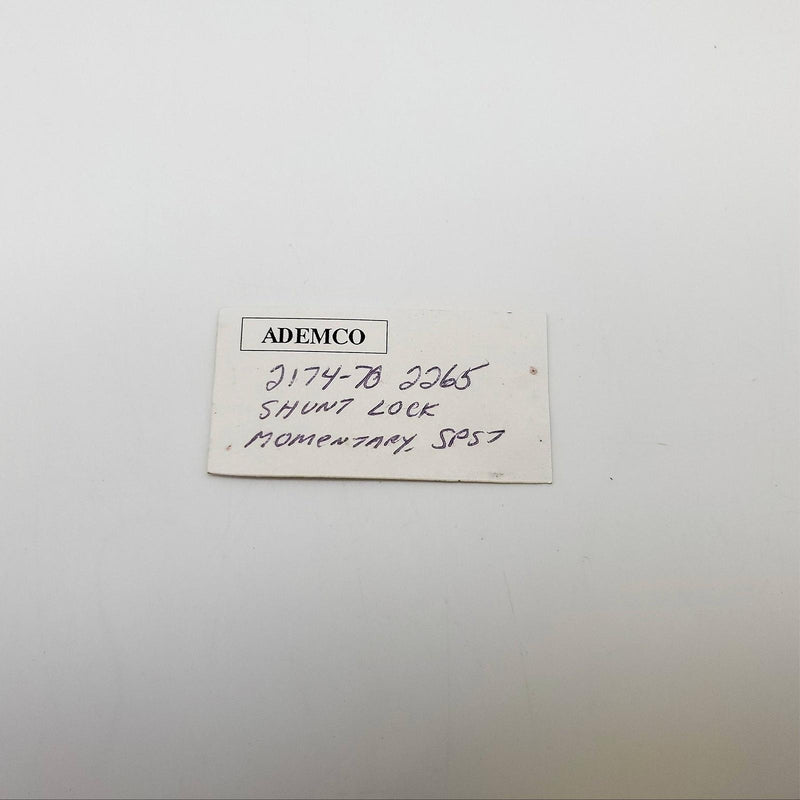 ADEMCO
2174-70 2265
SHUNT LOCK
MOMENTARY, SPST